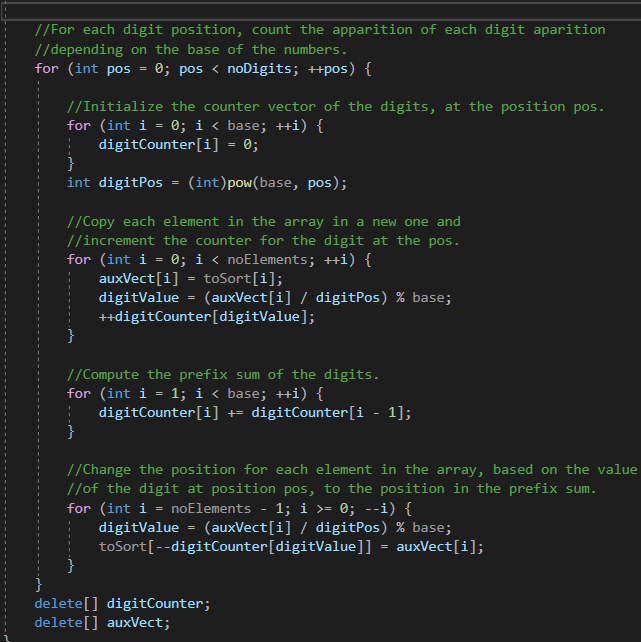 //For each digit position, count the apparition of each digit aparition
//depending on the base of the numbers.
for (int pos = 0; pos < noDigits; ++pos) {
//Initialize the counter vector of the digits, at the position pos.
for (int i = 0; i < base; ++i) {
digitCounter[i] = 0;
}
int digitPos = (int)pow(base, pos);
//Copy each element in the array in a new one and
//increment the counter for the digit at the pos.
for (int i = 0; i < noElements; ++i) {
auxVect[i] = toSort[i];
digitValue = (auxVect[i] / digitPos) % base;
++digitCounter[digitValue];
}
//Compute the prefix sum of the digits.
for (int i = 1; i < base; ++i) {
digitCounter[i] += digitCounter[i - 1];
}
//Change the position for each element in the array, based on the value
//of the digit at position pos, to the position in the prefix sum.
for (int i = noElements - 1; i >= 0; --i) {
digitValue = (auxVect[i] / digitPos) % base;
toSort[--digitCounter[digitValue]] = auxVect[i];
}
}
delete[] digitCounter;
delete[] auxVect;
}